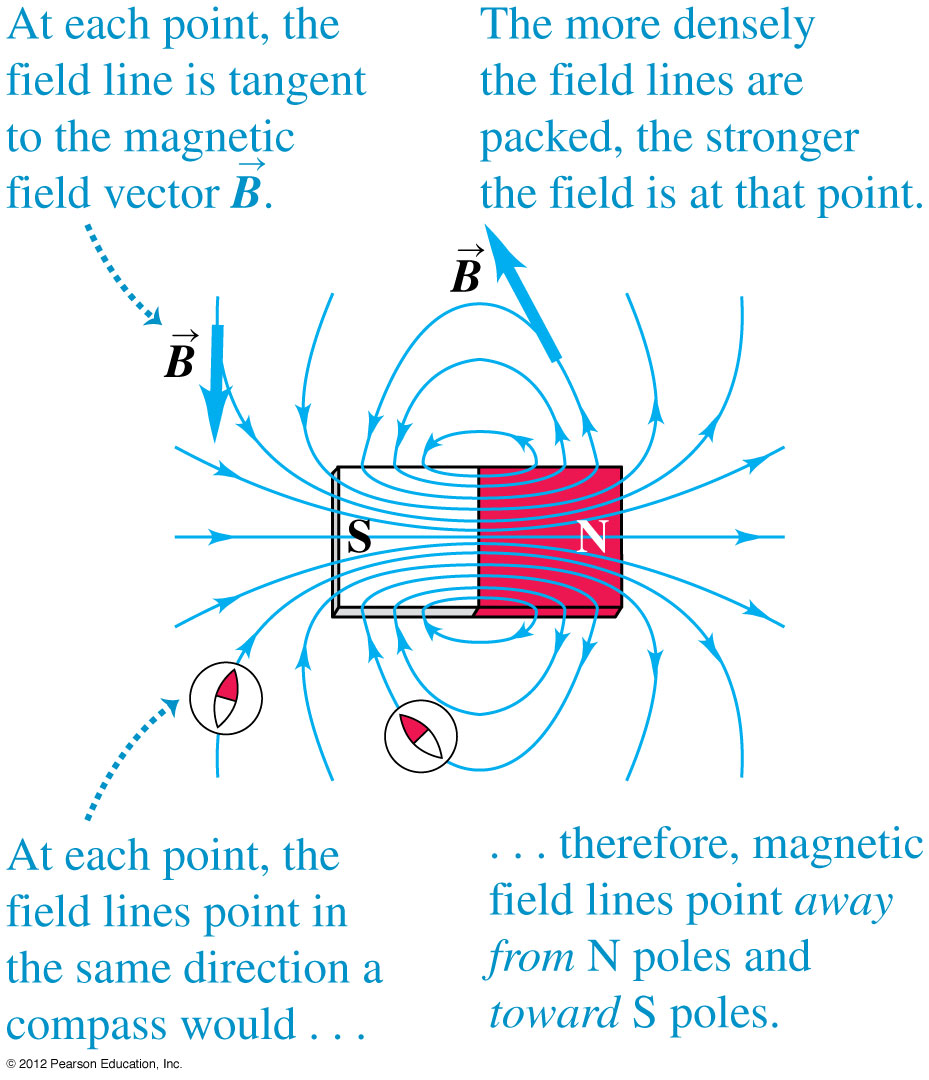 At each point, the
field line is tangent
to the magnetic
field vector B⃗.
The more densely
the field lines are
packed, the stronger
the field is at that point.
B⃗
B⃗
S
N
At each point, the
field lines point in
the same direction a
compass would . . .
. . . therefore, magnetic
field lines point away
from N poles and
toward S poles.
© 2012 Pearson Education, Inc.